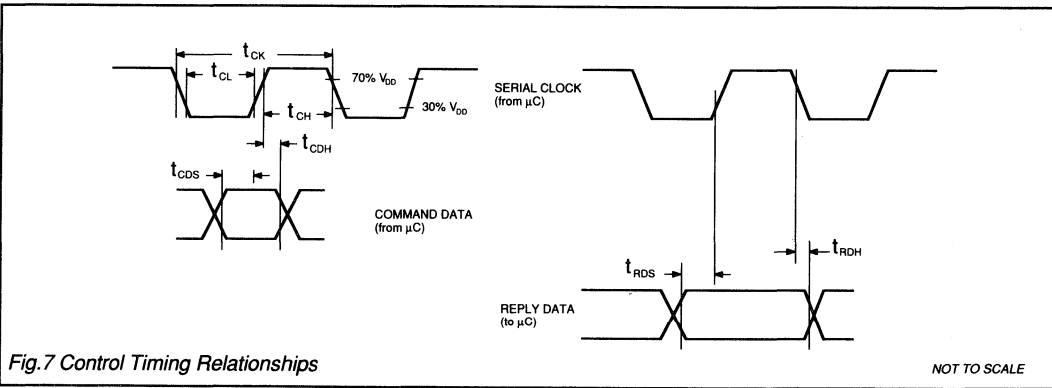 tCK
tCL
70% VDD
30% VDD
tCH
tCDH
tCDS
SERIAL CLOCK
(from μC)
COMMAND DATA
(from μC)
tRDS
tRDH
REPLY DATA
(to μC)
Fig.7 Control Timing Relationships
NOT TO SCALE